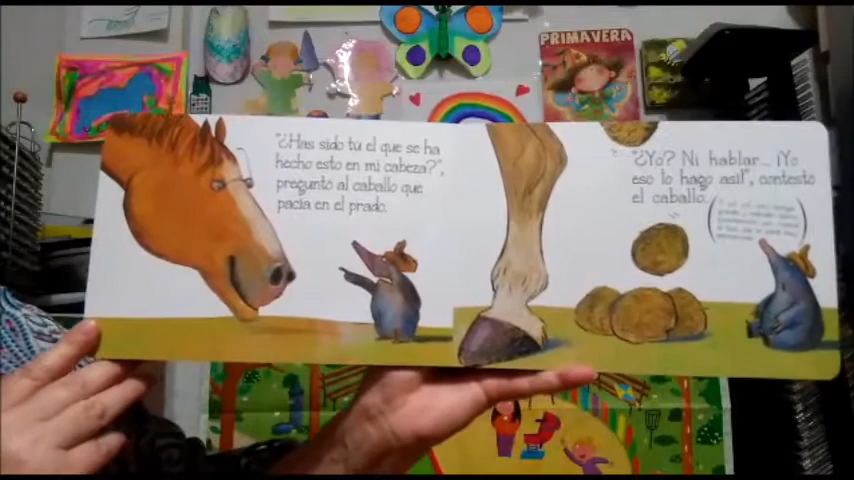 PRIMAVERA
"¿Has sido tú el que se ha
hecho esto en mi cabeza?",
preguntó al caballo que
pacía en el prado.
"¿Yo? Ni hablar... ¡Yo
eso lo hago así!", contestó
el caballo.